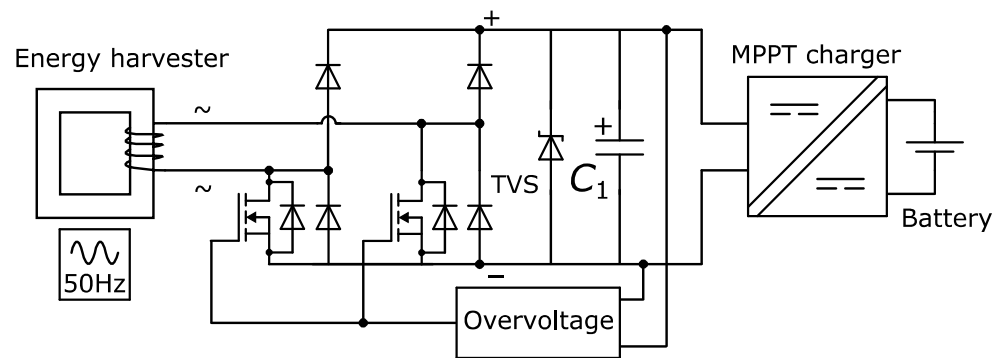 +
Energy harvester
MPPT charger
~
+
TVS
C1
~
Battery
50Hz
−
Overvoltage